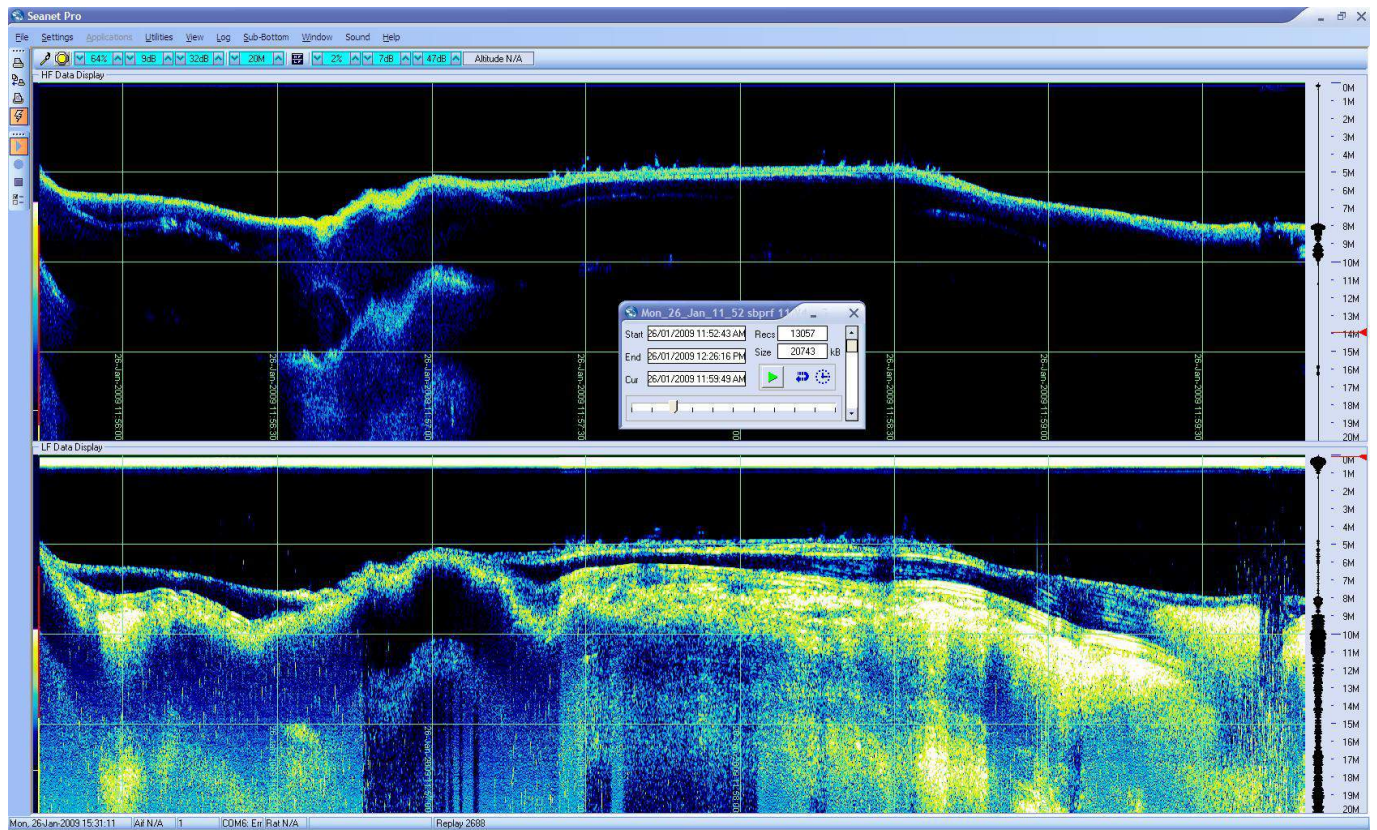 Seanet Pro
File Settings Applications Utilities View Log Sub-Bottom Window Sound Help
64% 9dB 32dB 20M 2% 7dB 47dB Altitude N/A
HF Data Display
0M
1M
2M
3M
4M
5M
6M
7M
8M
9M
10M
11M
12M
13M
14M
15M
16M
17M
18M
19M
20M
26-Jan-2009 11:56:00
26-Jan-2009 11:56:30
26-Jan-2009 11:57:00
26-Jan-2009 11:57:30
00
26-Jan-2009 11:58:30
26-Jan-2009 11:59:00
26-Jan-2009 11:59:30
Mon_26_Jan_11_52 sbprf 11
Start 26/01/2009 11:52:43 AM Recs 13057
End 26/01/2009 12:26:16 PM Size 20743 kB
Cur 26/01/2009 11:59:49 AM
LF Data Display
0M
1M
2M
3M
4M
5M
6M
7M
8M
9M
10M
11M
12M
13M
14M
15M
16M
17M
18M
19M
20M
Mon, 26-Jan-2009 15:31:11 Aif N/A 1 COM6: Err Rat N/A Replay 2688